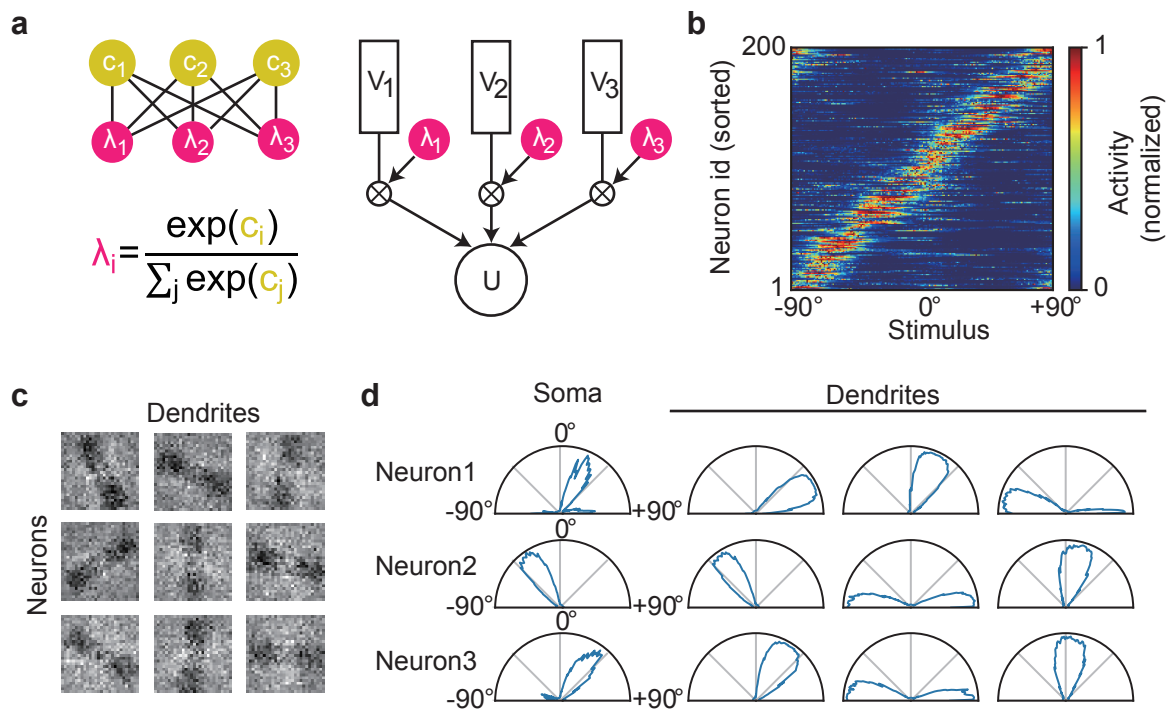 a
c1 c2 c3
λ1 λ2 λ3
λi = exp(ci) / ∑j exp(cj)
V1 V2 V3
λ1 λ2 λ3
U
b
200
1
Neuron id (sorted)
-90° 0° +90°
Stimulus
1
0
Activity
(normalized)
c
Dendrites
Neurons
d
Soma Dendrites
0°
Neuron1
-90° +90°
0°
Neuron2
-90° +90°
0°
Neuron3
-90° +90°